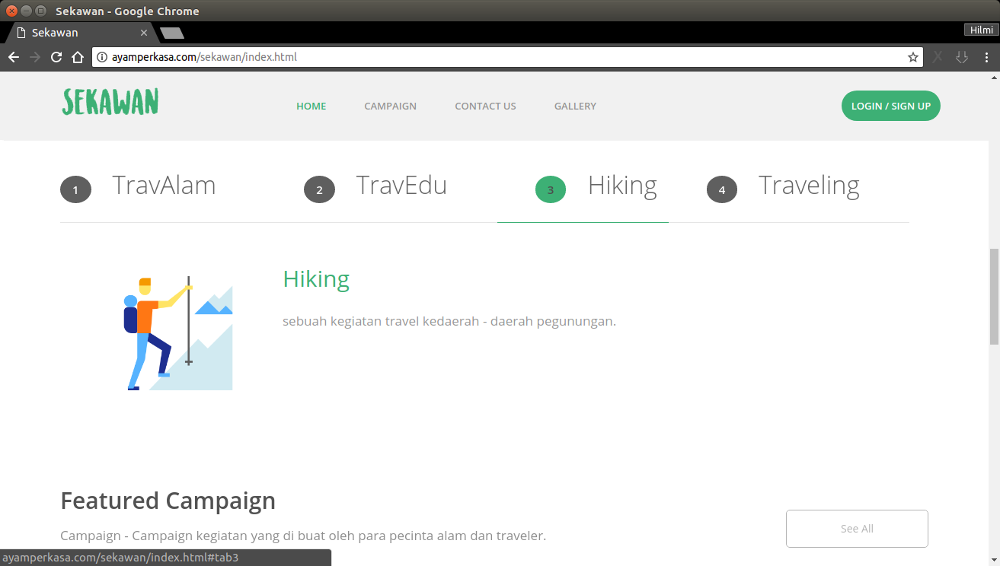 Sekawan - Google Chrome
Sekawan
Hilmi
ayamperkasa.com/sekawan/index.html
SEKAWAN
HOME CAMPAIGN CONTACT US GALLERY
LOGIN / SIGN UP
1 TravAlam 2 TravEdu 3 Hiking 4 Traveling
Hiking
sebuah kegiatan travel kedaerah - daerah pegunungan.
Featured Campaign
See All
Campaign - Campaign kegiatan yang di buat oleh para pecinta alam dan traveler.
ayamperkasa.com/sekawan/index.html#tab3